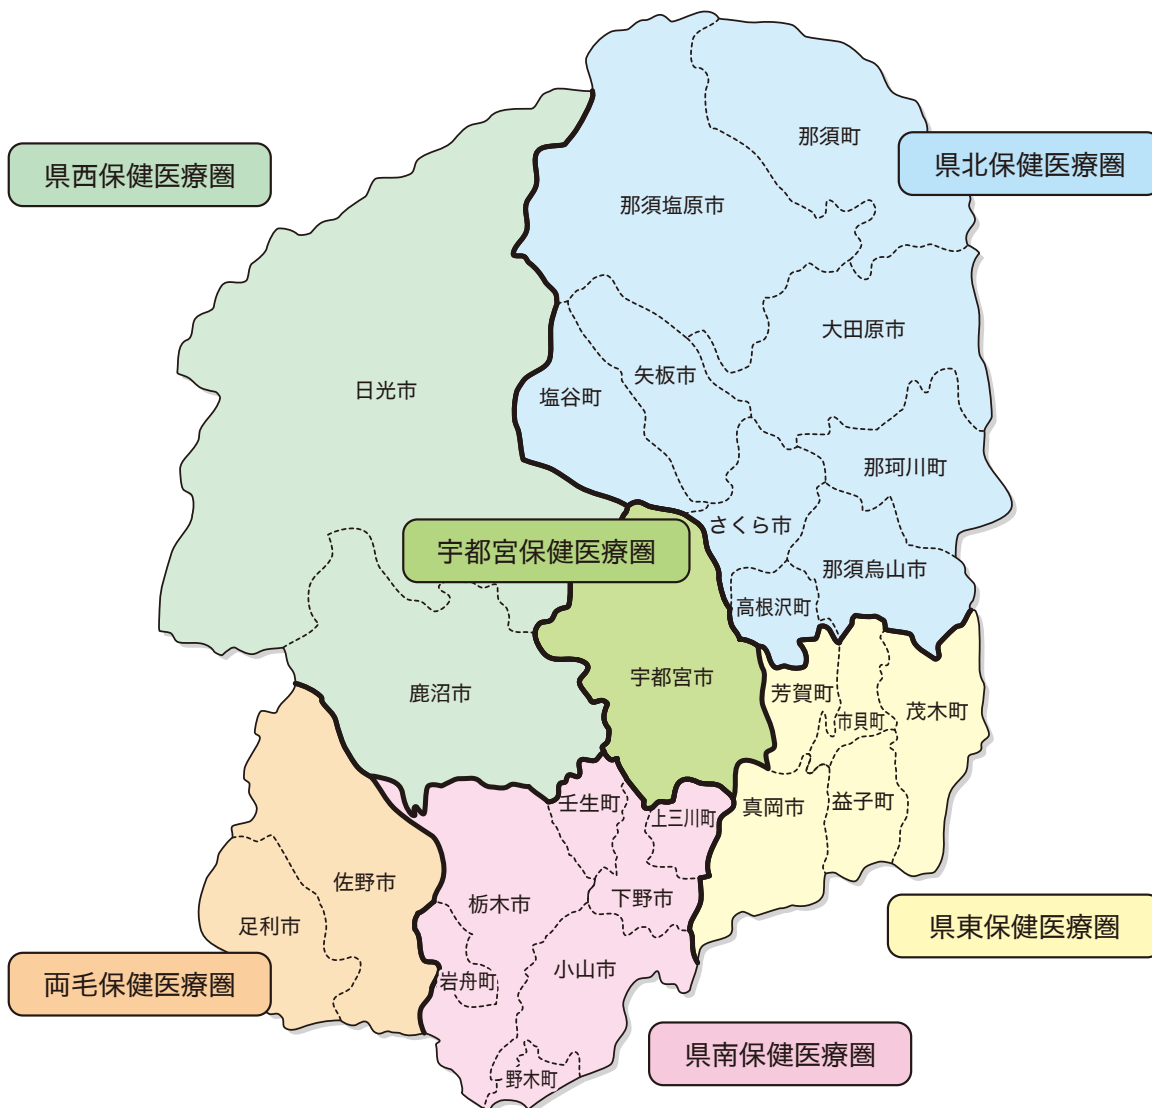 那須町
県北保健医療圏
県西保健医療圏
那須塩原市
大田原市
日光市
矢板市
塩谷町
那珂川町
さくら市
宇都宮保健医療圏
那須烏山市
高根沢町
宇都宮市
鹿沼市
芳賀町
市貝町
茂木町
壬生町
上三川町
真岡市
益子町
佐野市
栃木市
下野市
足利市
県東保健医療圏
小山市
岩舟町
両毛保健医療圏
県南保健医療圏
野木町